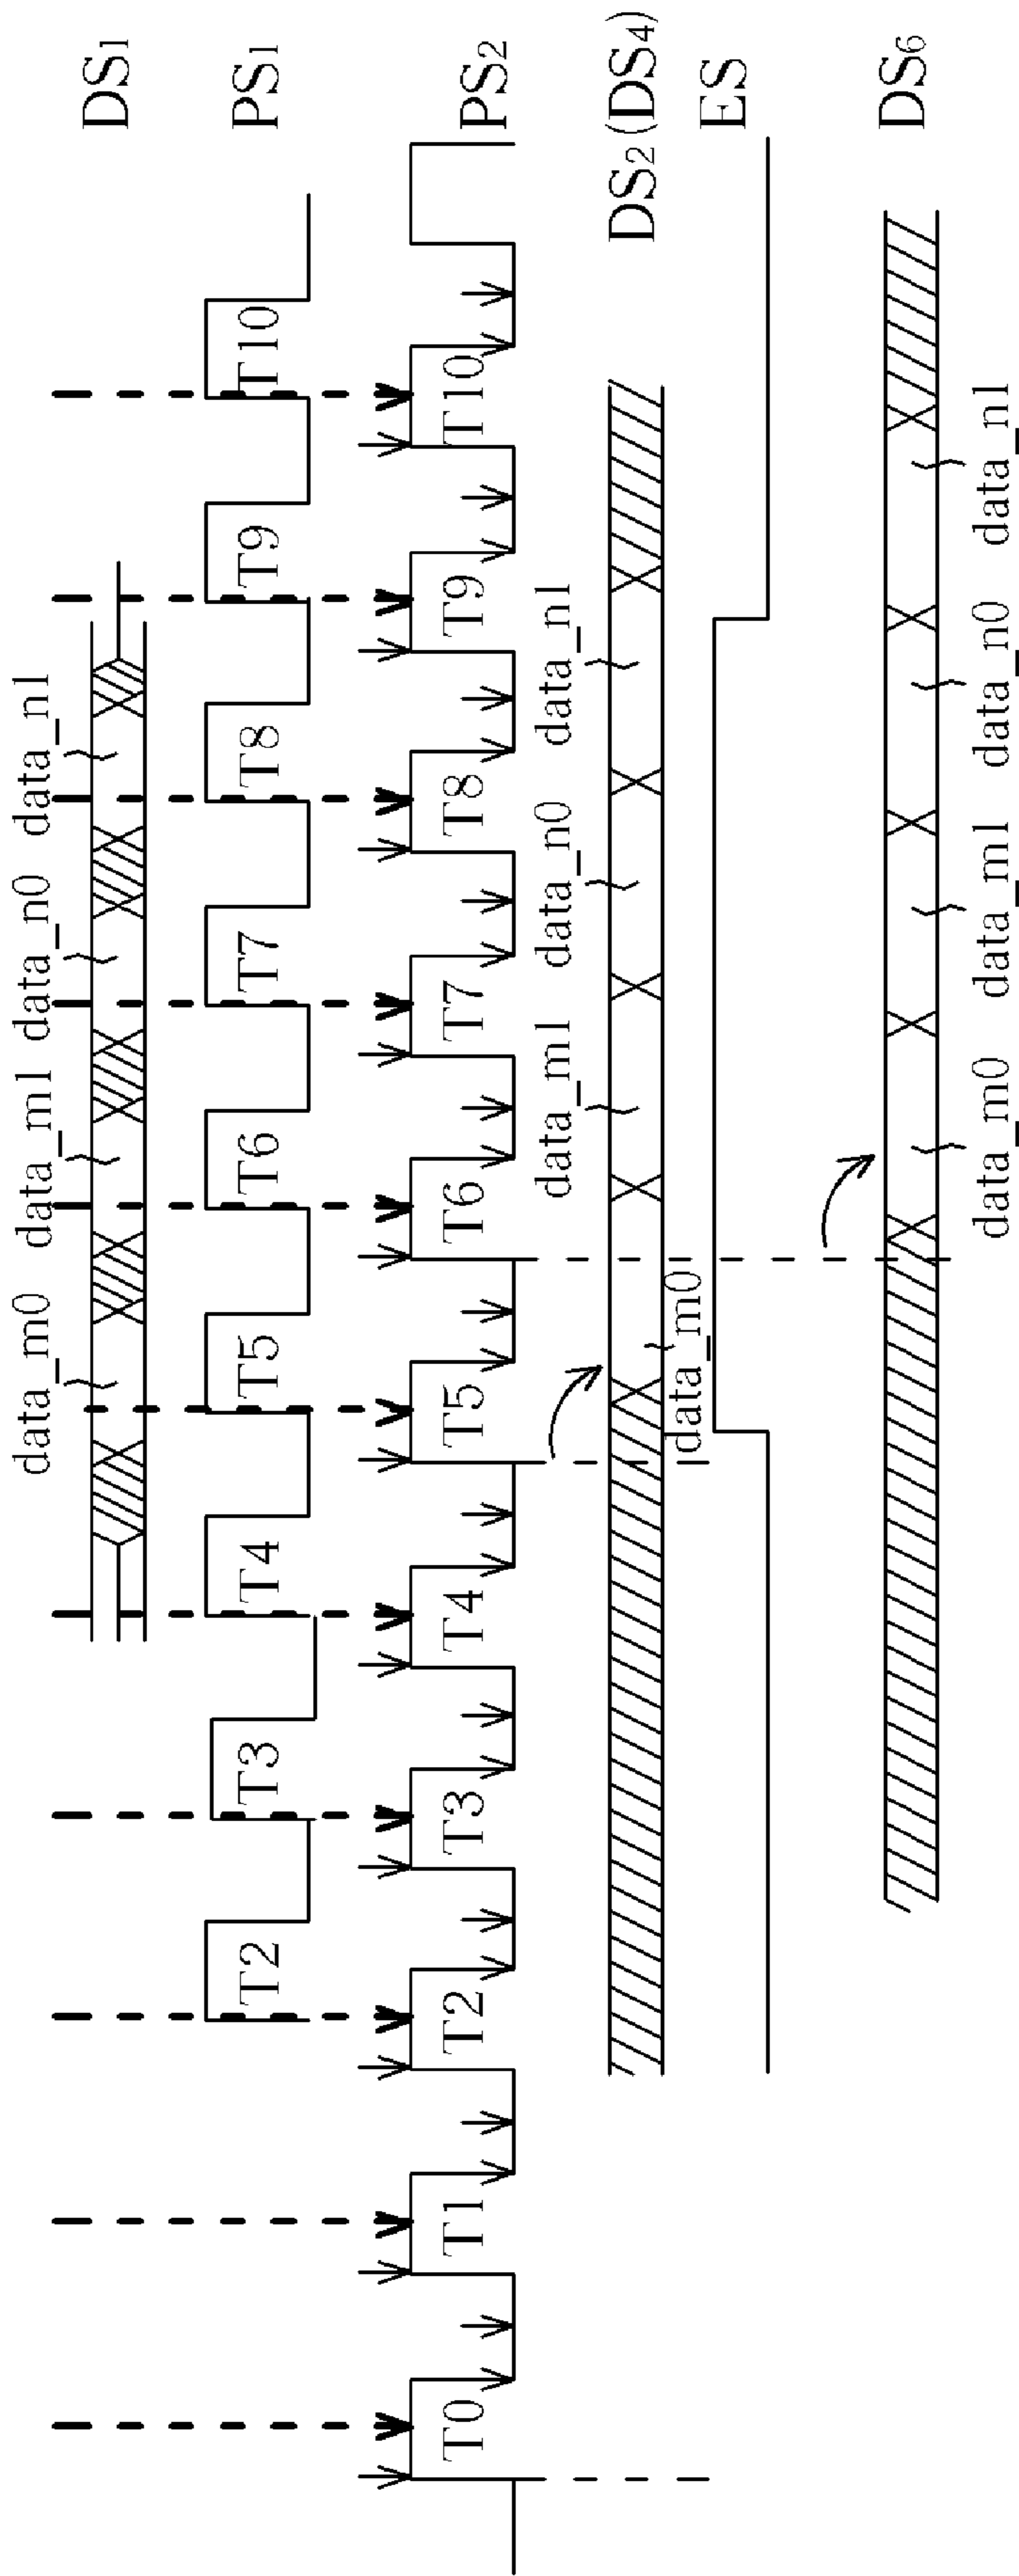 data_m0 data_m1 data_n0 data_n1
DS1
T2 T3 T4 T5 T6 T7 T8 T9 T10
PS1
T0 T1 T2 T3 T4 T5 T6 T7 T8 T9 T10
PS2
data_m1 data_n0 data_n1
DS2(DS4)
data_m0
ES
DS6
data_m0 data_m1 data_n0 data_n1